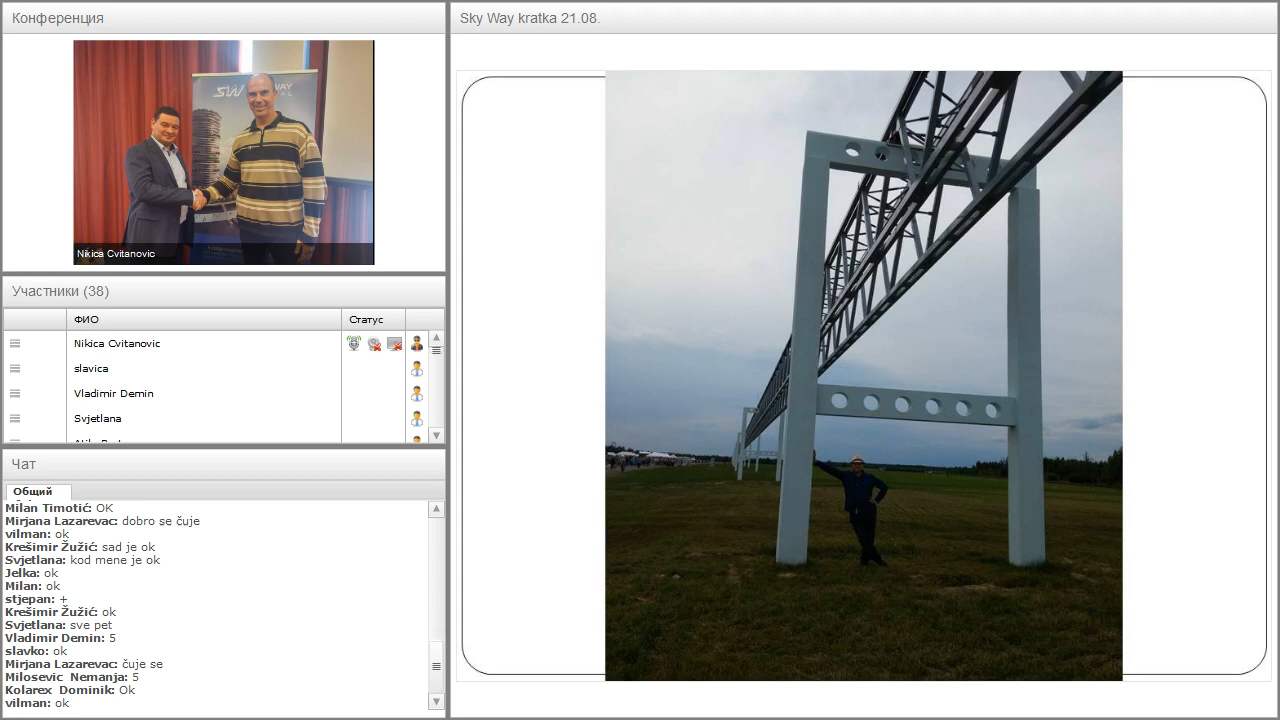 Конференция
SW WAY
Nikica Cvitanovic
Участники (38)
ФИО Статус
Nikica Cvitanovic
slavica
Vladimir Demin
Svjetlana
Чат
Общий
Milan Timotić: OK
Mirjana Lazarevac: dobro se čuje
vilman: ok
Krešimir Žužić: sad je ok
Svjetlana: kod mene je ok
Jelka: ok
Milan: ok
stjepan: +
Krešimir Žužić: ok
Svjetlana: sve pet
Vladimir Demin: 5
slavko: ok
Mirjana Lazarevac: čuje se
Milosevic Nemanja: 5
Kolarex Dominik: Ok
vilman: ok
Sky Way kratka 21.08.